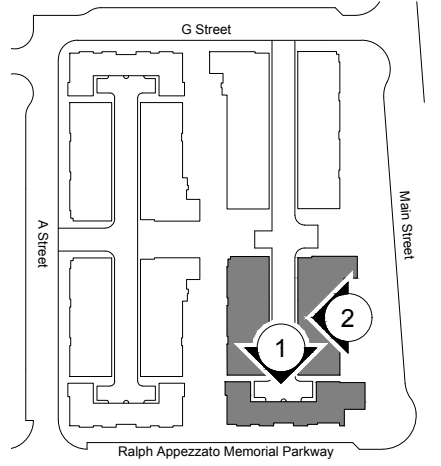 G Street
A Street
Main Street
2
1
Ralph Appezzato Memorial Parkway